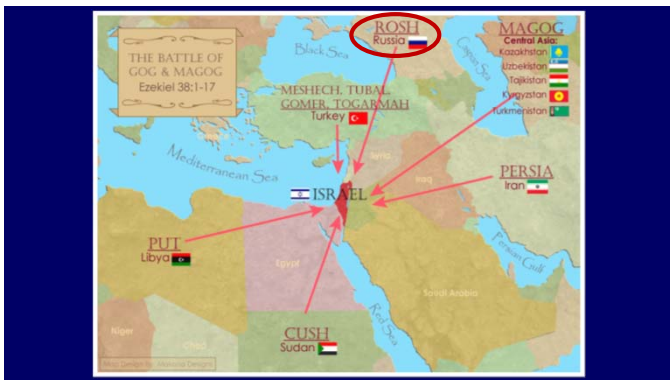 THE BATTLE OF
GOG & MAGOG
Ezekiel 38:1-17
ROSH
Russia
MAGOG
Central Asia:
Kazakhstan
Uzbekistan
Tajikistan
Kyrgyzstan
Turkmenistan
Black Sea
Caspian Sea
MESHECH, TUBAL,
GOMER, TOGARMAH
Turkey
Mediterranean Sea
Syria
Iraq
PERSIA
Iran
ISRAEL
PUT
Libya
Egypt
Persian Gulf
Saudi Arabia
Red Sea
CUSH
Sudan
Niger
Chad